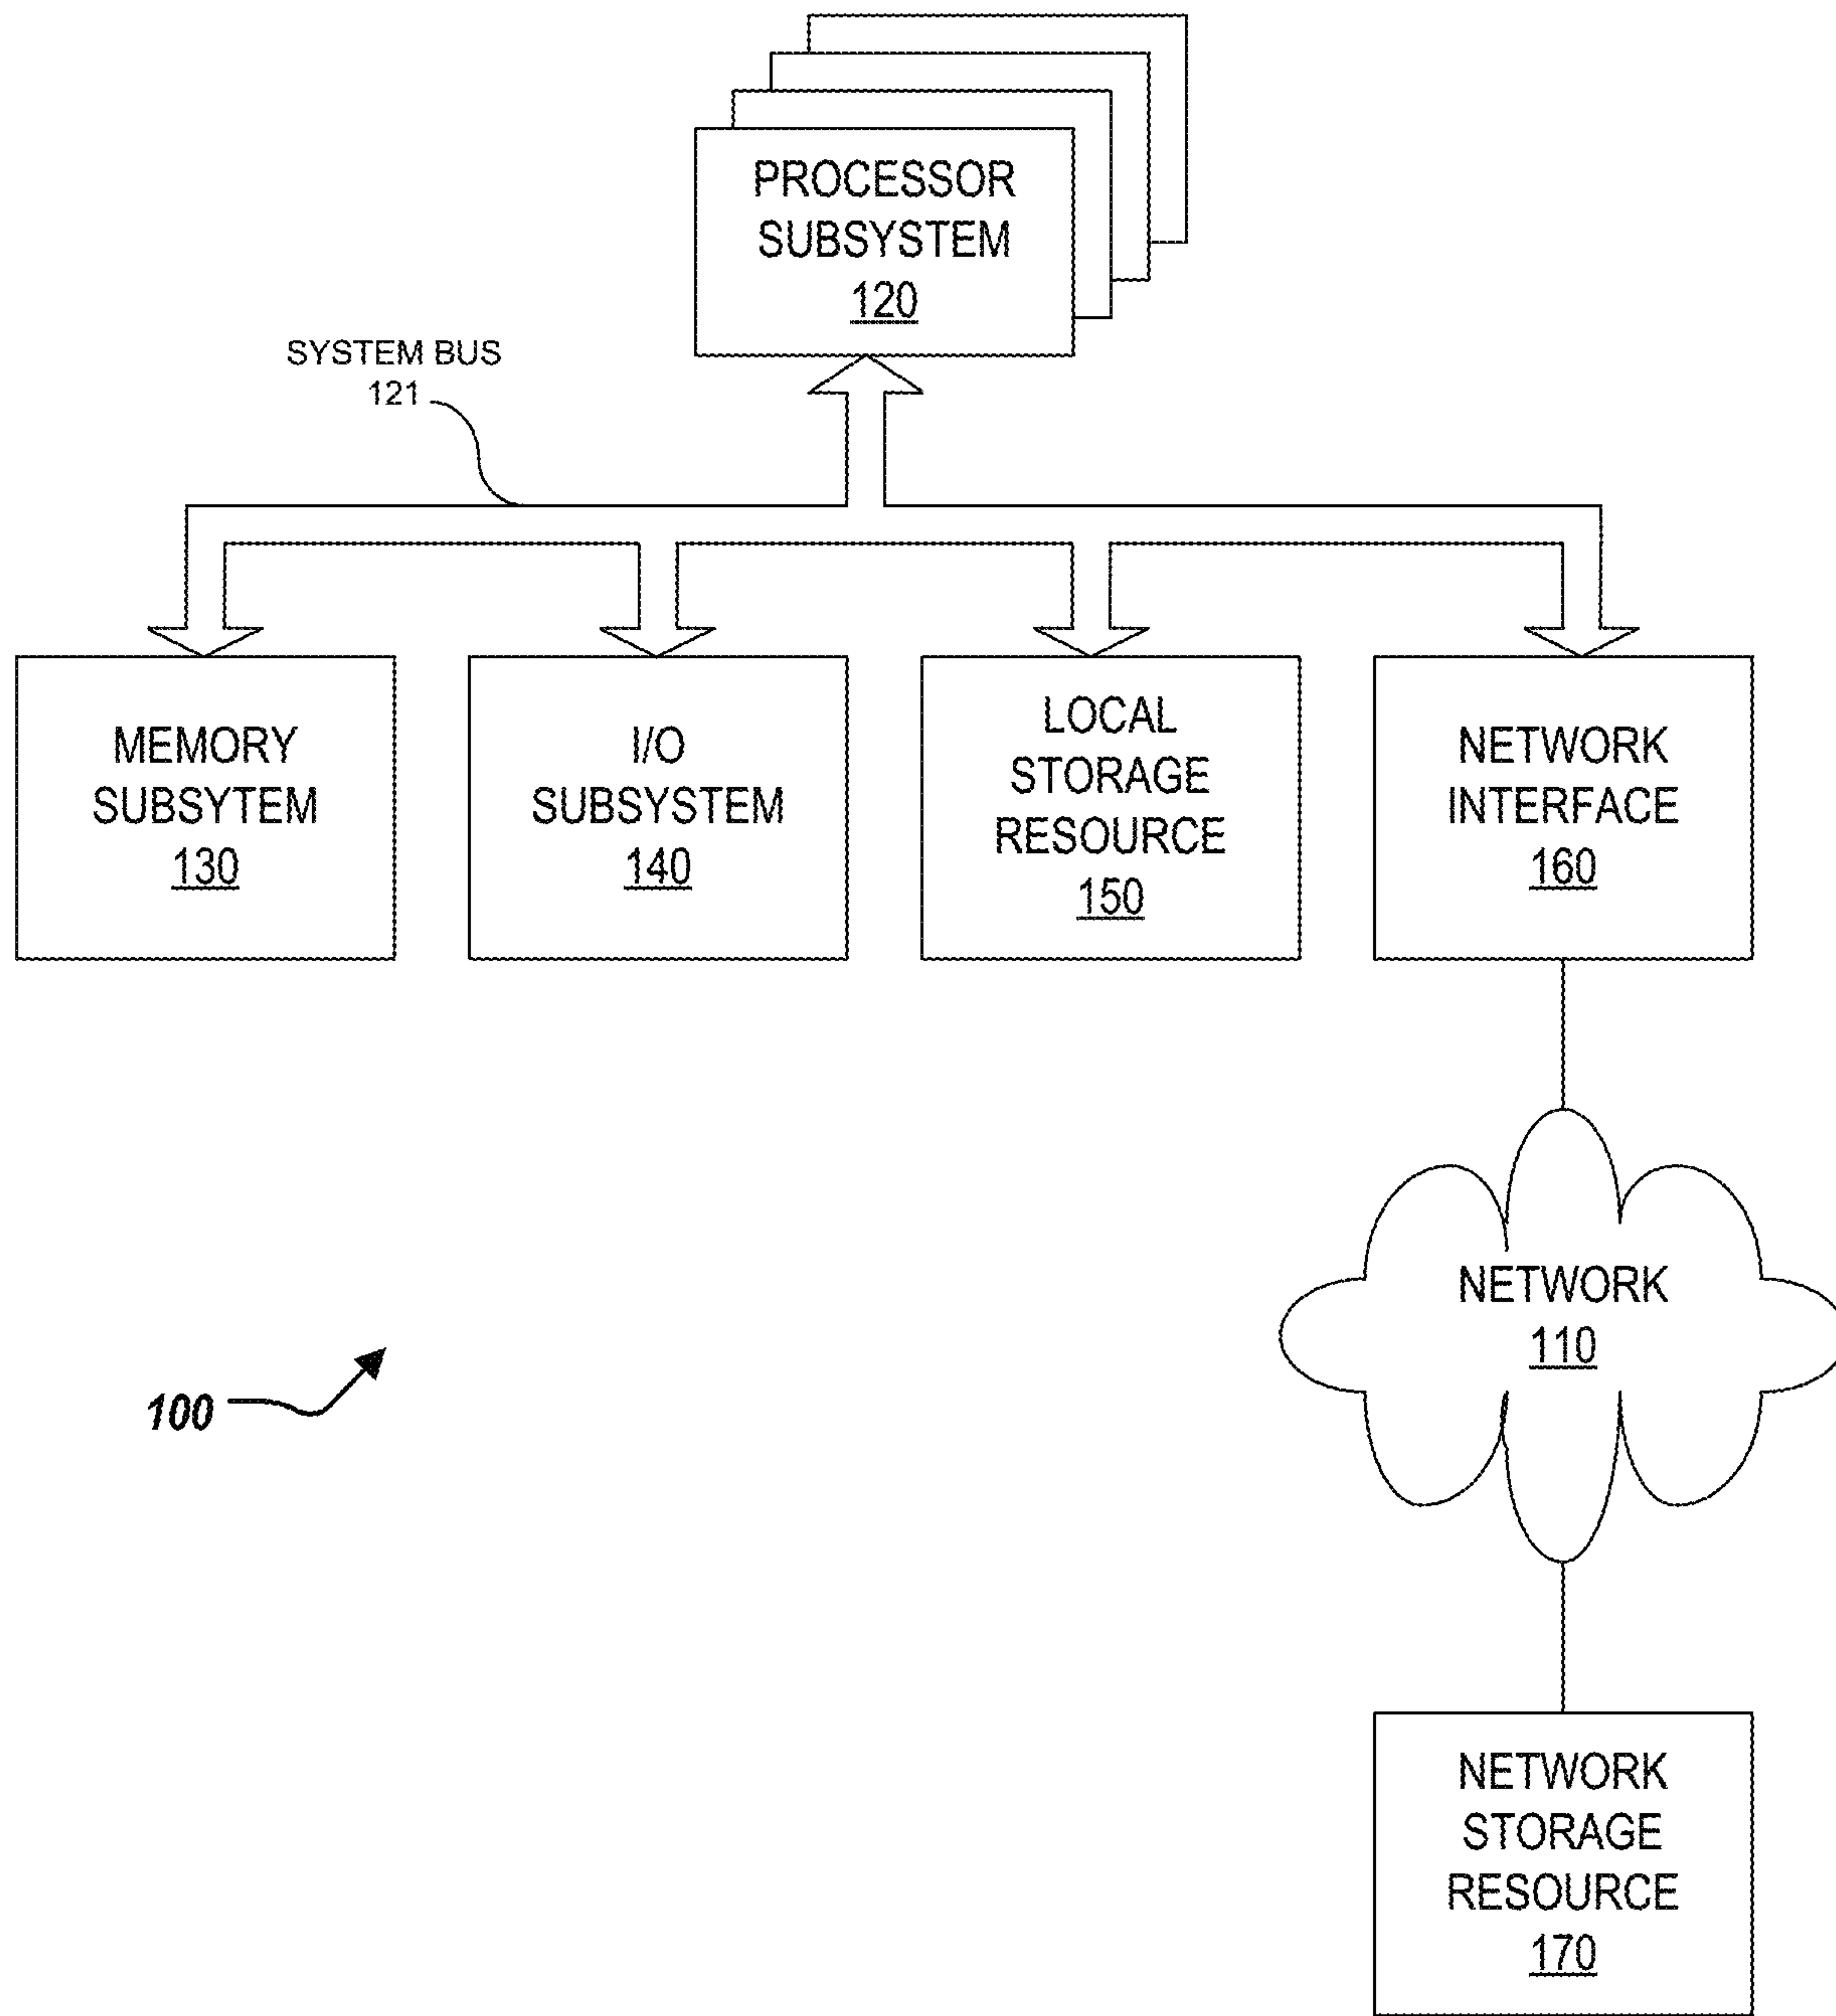 PROCESSOR
SUBSYSTEM
120
SYSTEM BUS
121
MEMORY
SUBSYTEM
130
I/O
SUBSYSTEM
140
LOCAL
STORAGE
RESOURCE
150
NETWORK
INTERFACE
160
NETWORK
110
100
NETWORK
STORAGE
RESOURCE
170